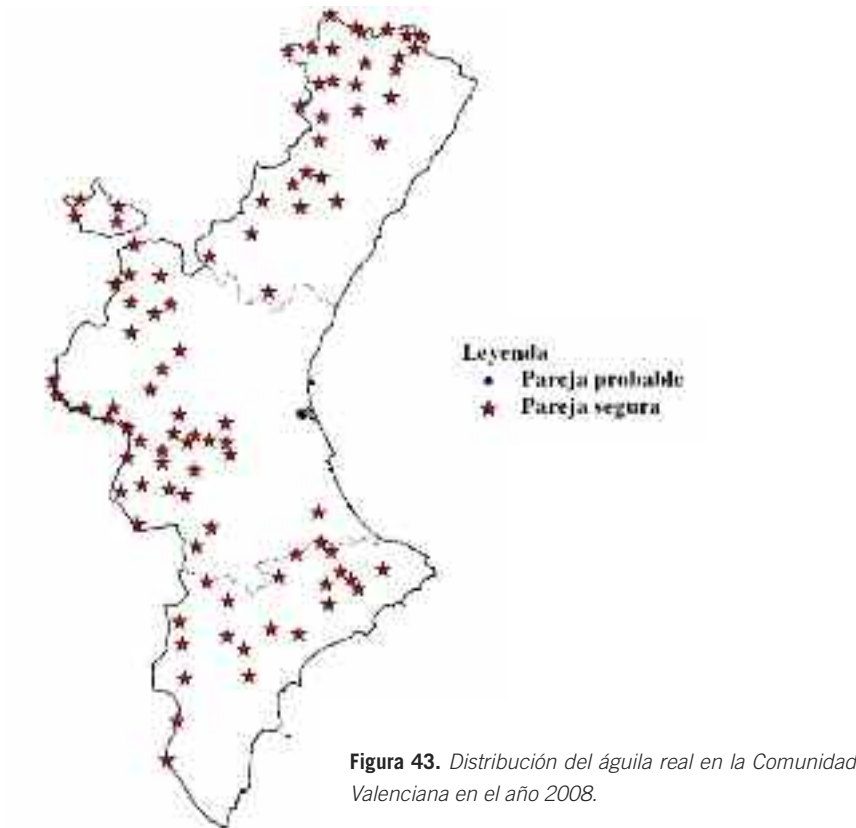 Leyenda
Pareja probable
Pareja segura
Figura 43. Distribución del águila real en la Comunidad
Valenciana en el año 2008.